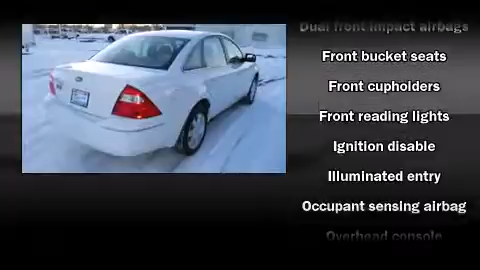 Dual front impact airbags
Front bucket seats
Front cupholders
Front reading lights
Ignition disable
Illuminated entry
Occupant sensing airbag
Overhead console